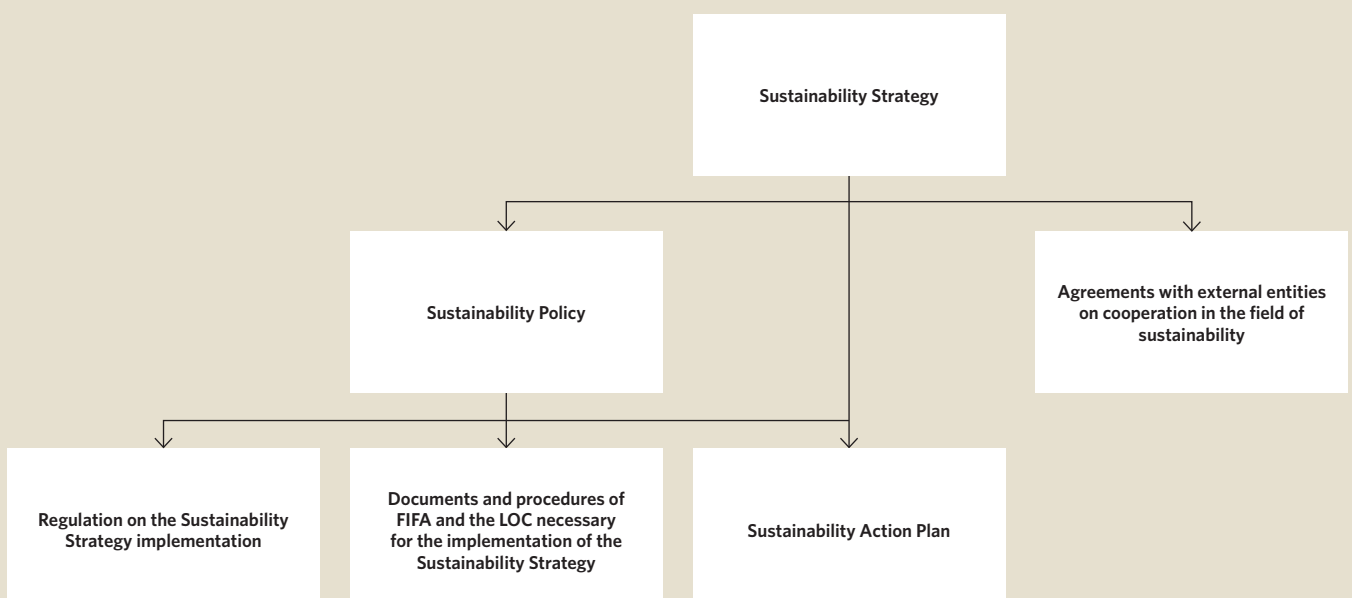 Sustainability Strategy
Sustainability Policy
Agreements with external entities
on cooperation in the field of
sustainability
Regulation on the Sustainability
Strategy implementation
Documents and procedures of
FIFA and the LOC necessary
for the implementation of the
Sustainability Strategy
Sustainability Action Plan